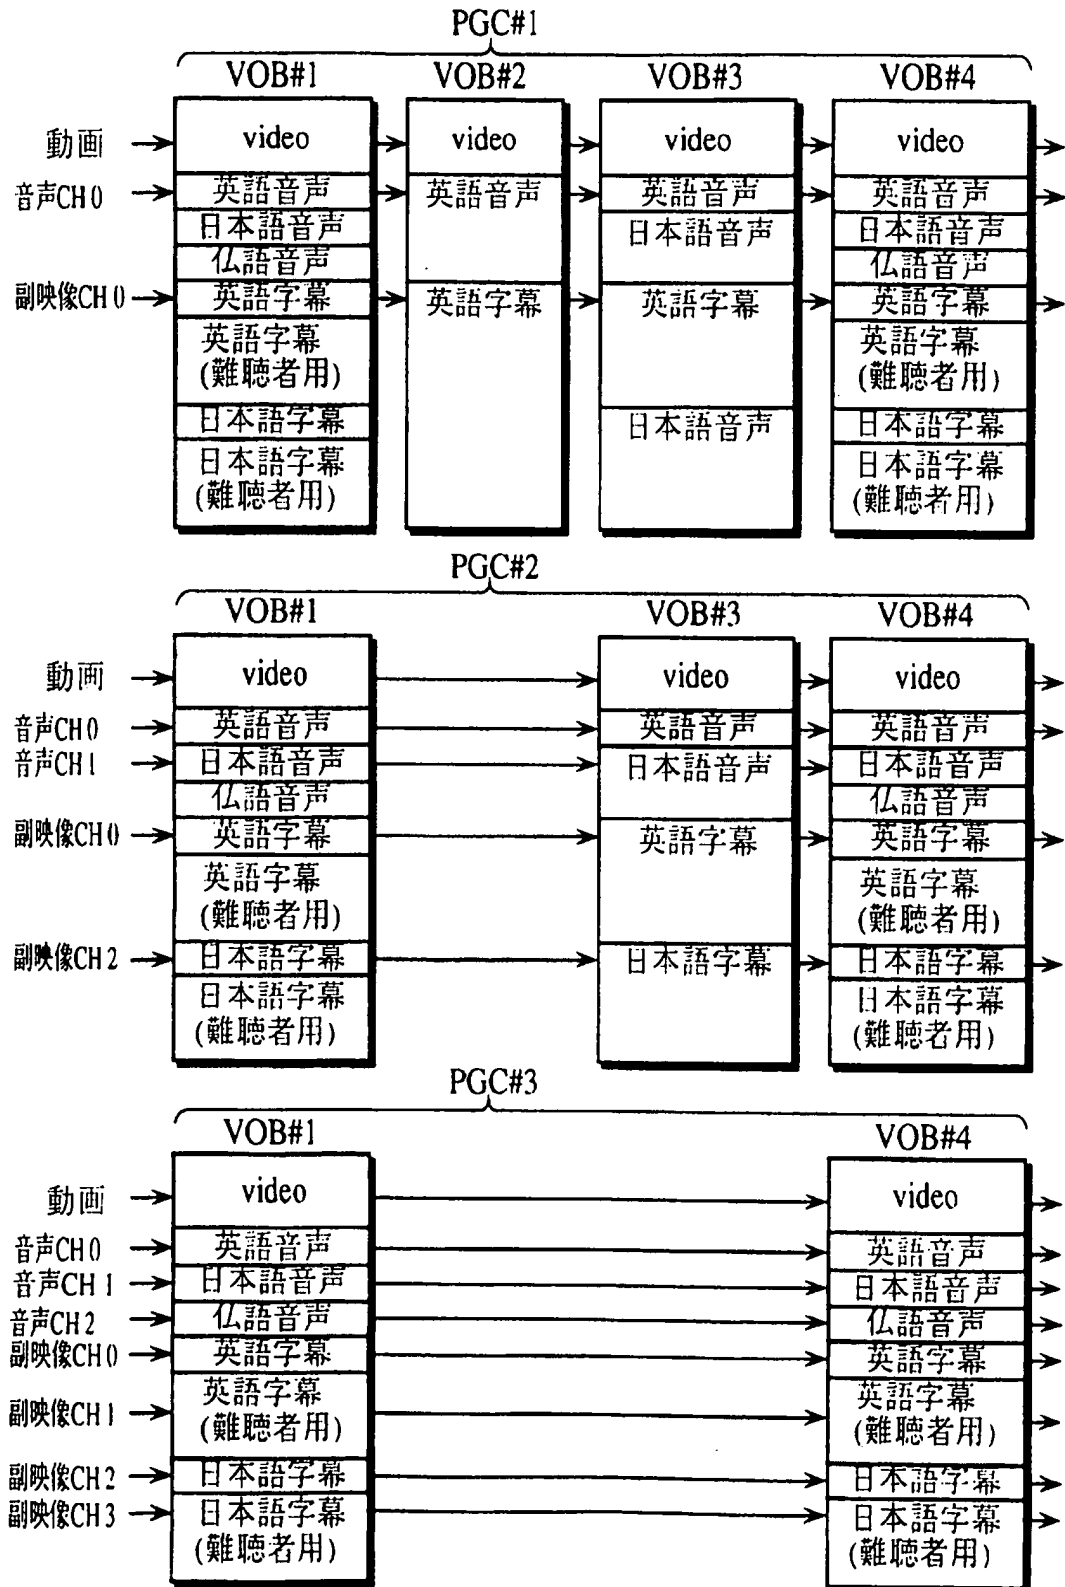 PGC#1
VOB#1 VOB#2 VOB#3 VOB#4
動画 video video video video
音声CH0 英語音声 英語音声 英語音声 英語音声
日本語音声 日本語音声 日本語音声
仏語音声 仏語音声
副映像CH0 英語字幕 英語字幕 英語字幕 英語字幕
英語字幕 英語字幕
(難聴者用) (難聴者用)
日本語字幕 日本語音声 日本語字幕
日本語字幕 日本語字幕
(難聴者用) (難聴者用)
PGC#2
VOB#1 VOB#3 VOB#4
動画 video video video
音声CH0 英語音声 英語音声 英語音声
音声CH1 日本語音声 日本語音声 日本語音声
仏語音声 仏語音声
副映像CH0 英語字幕 英語字幕 英語字幕
英語字幕 英語字幕
(難聴者用) (難聴者用)
副映像CH2 日本語字幕 日本語字幕 日本語字幕
日本語字幕 日本語字幕
(難聴者用) (難聴者用)
PGC#3
VOB#1 VOB#4
動画 video video
音声CH0 英語音声 英語音声
音声CH1 日本語音声 日本語音声
音声CH2 仏語音声 仏語音声
副映像CH0 英語字幕 英語字幕
英語字幕 英語字幕
副映像CH1 (難聴者用) (難聴者用)
副映像CH2 日本語字幕 日本語字幕
副映像CH3 日本語字幕 日本語字幕
(難聴者用) (難聴者用)